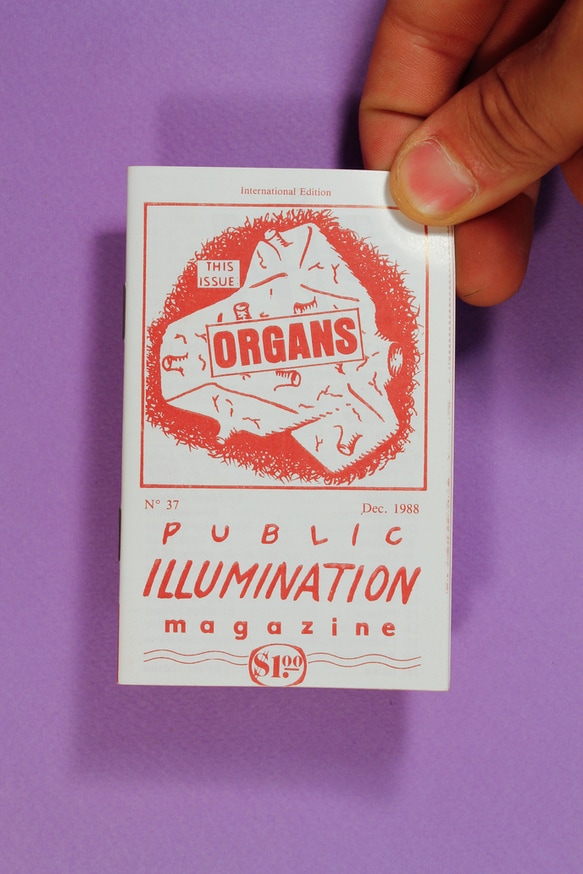 International Edition
THIS
ISSUE
ORGANS
N° 37 Dec. 1988
PUBLIC
ILLUMINATION
magazine
$1.00